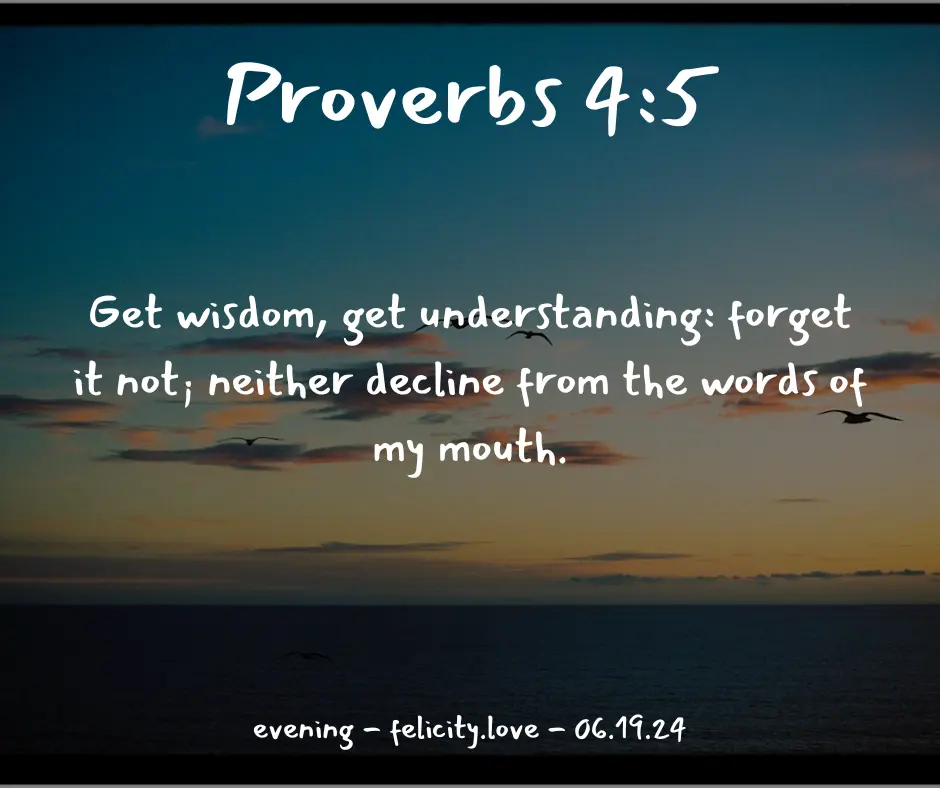 Proverbs 4:5
Get wisdom, get understanding: forget
it not; neither decline from the words of
my mouth.
evening – felicity.love – 06.19.24